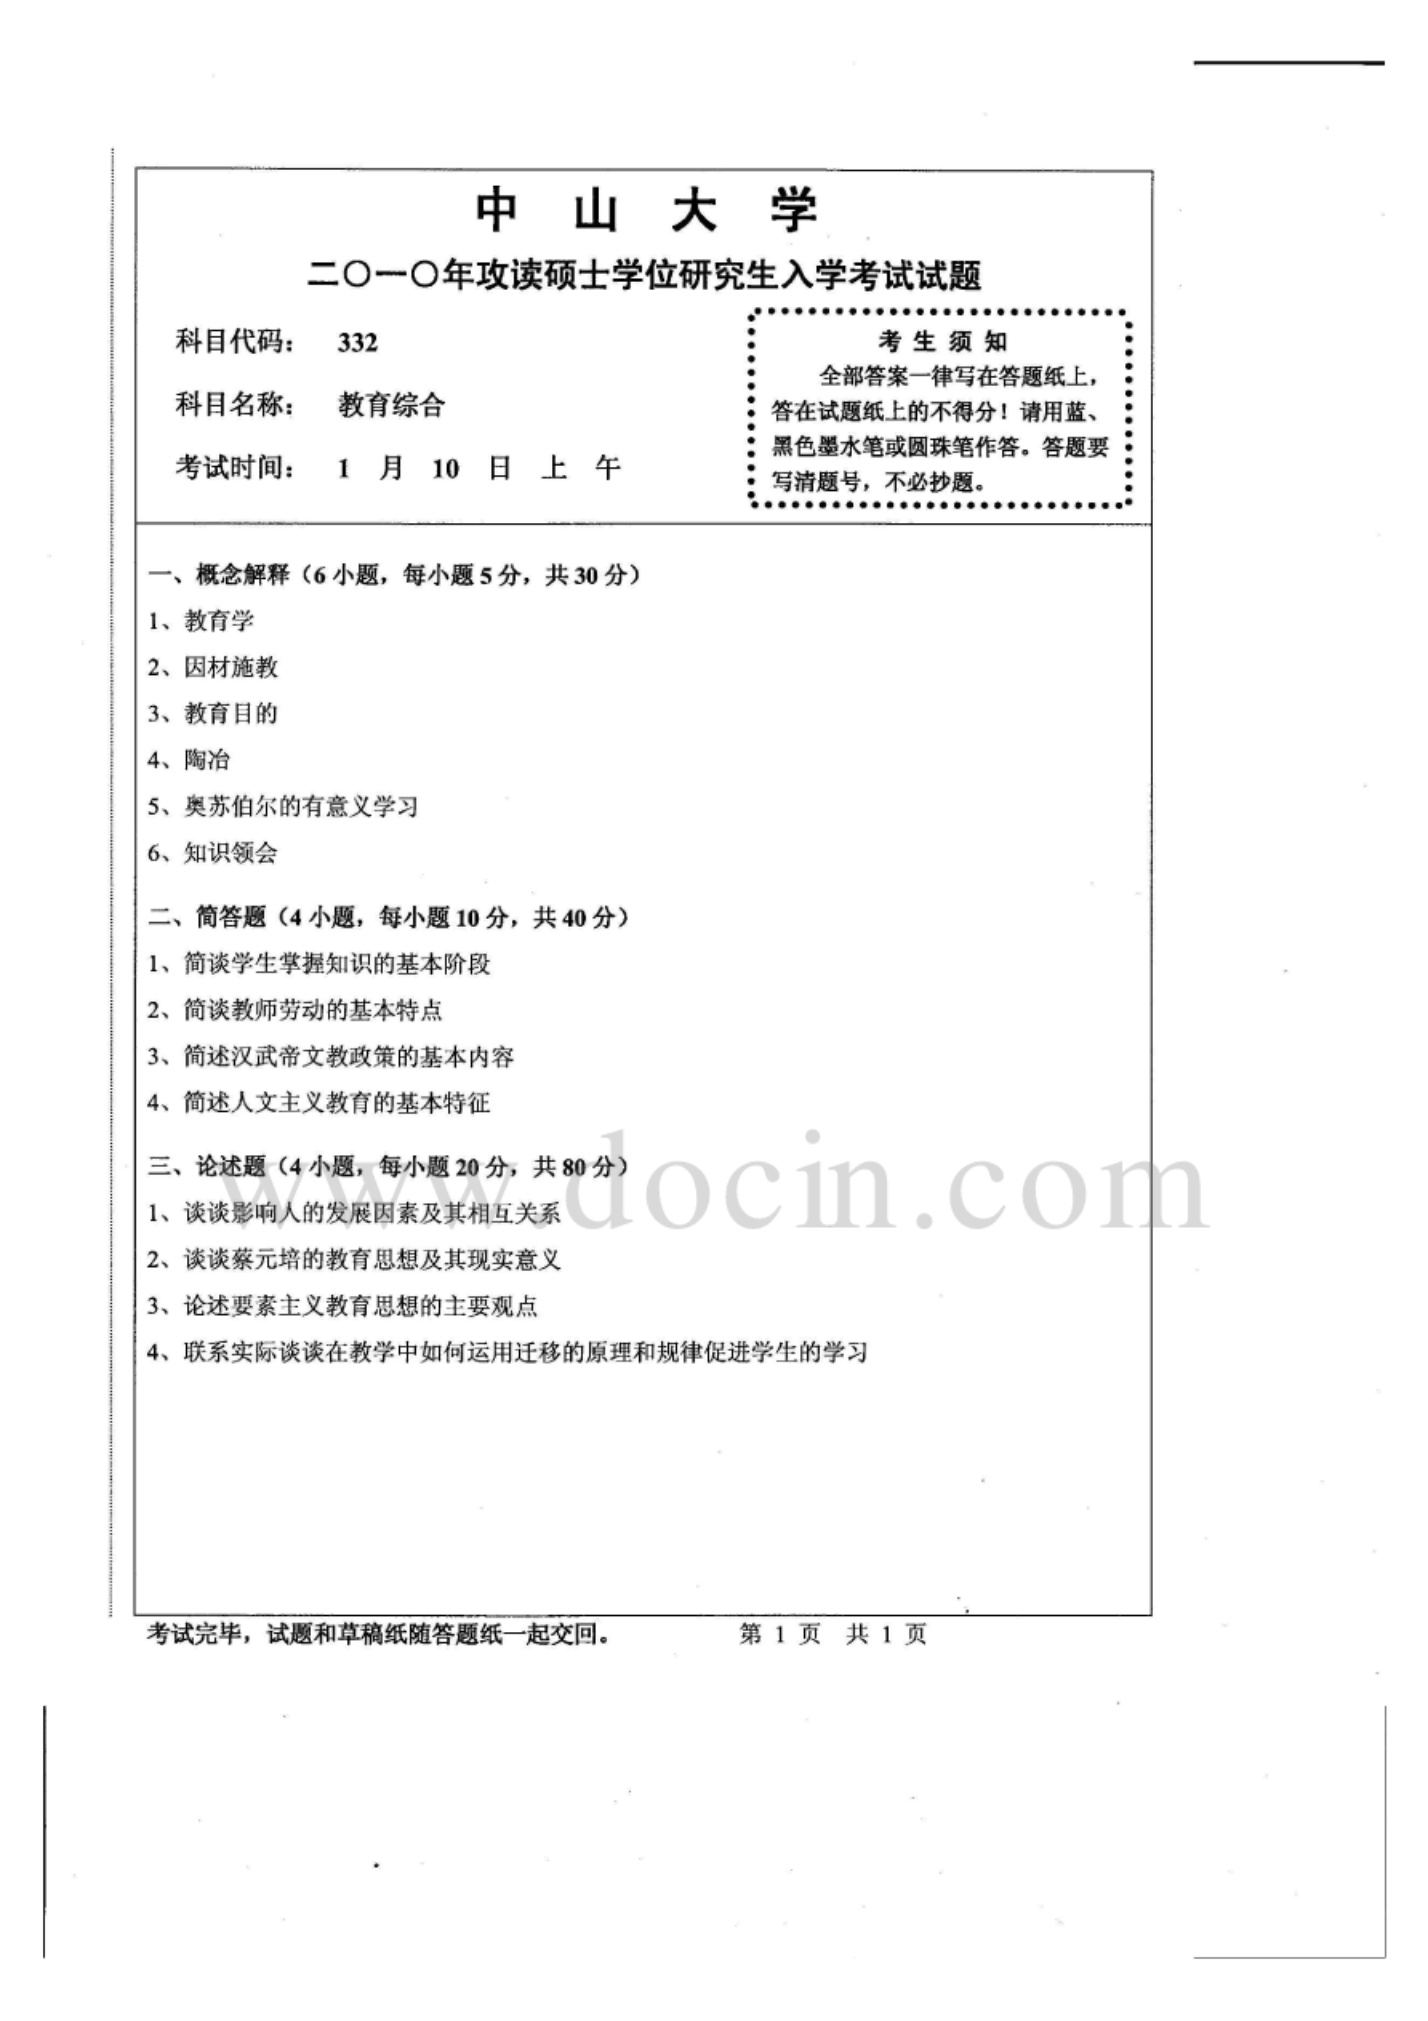 中 山 大 学
二〇一〇年攻读硕士学位研究生入学考试试题
科目代码： 332
科目名称： 教育综合
考试时间： 1 月 10 日 上 午
考 生 须 知
全部答案一律写在答题纸上，
答在试题纸上的不得分！请用蓝、
黑色墨水笔或圆珠笔作答。答题要
写清题号，不必抄题。
一、概念解释（6 小题，每小题 5 分，共 30 分）
1、教育学
2、因材施教
3、教育目的
4、陶冶
5、奥苏伯尔的有意义学习
6、知识领会
二、简答题（4 小题，每小题 10 分，共 40 分）
1、简谈学生掌握知识的基本阶段
2、简谈教师劳动的基本特点
3、简述汉武帝文教政策的基本内容
4、简述人文主义教育的基本特征
三、论述题（4 小题，每小题 20 分，共 80 分）
www.docin.com
1、谈谈影响人的发展因素及其相互关系
2、谈谈蔡元培的教育思想及其现实意义
3、论述要素主义教育思想的主要观点
4、联系实际谈谈在教学中如何运用迁移的原理和规律促进学生的学习
考试完毕，试题和草稿纸随答题纸一起交回。 第 1 页 共 1 页